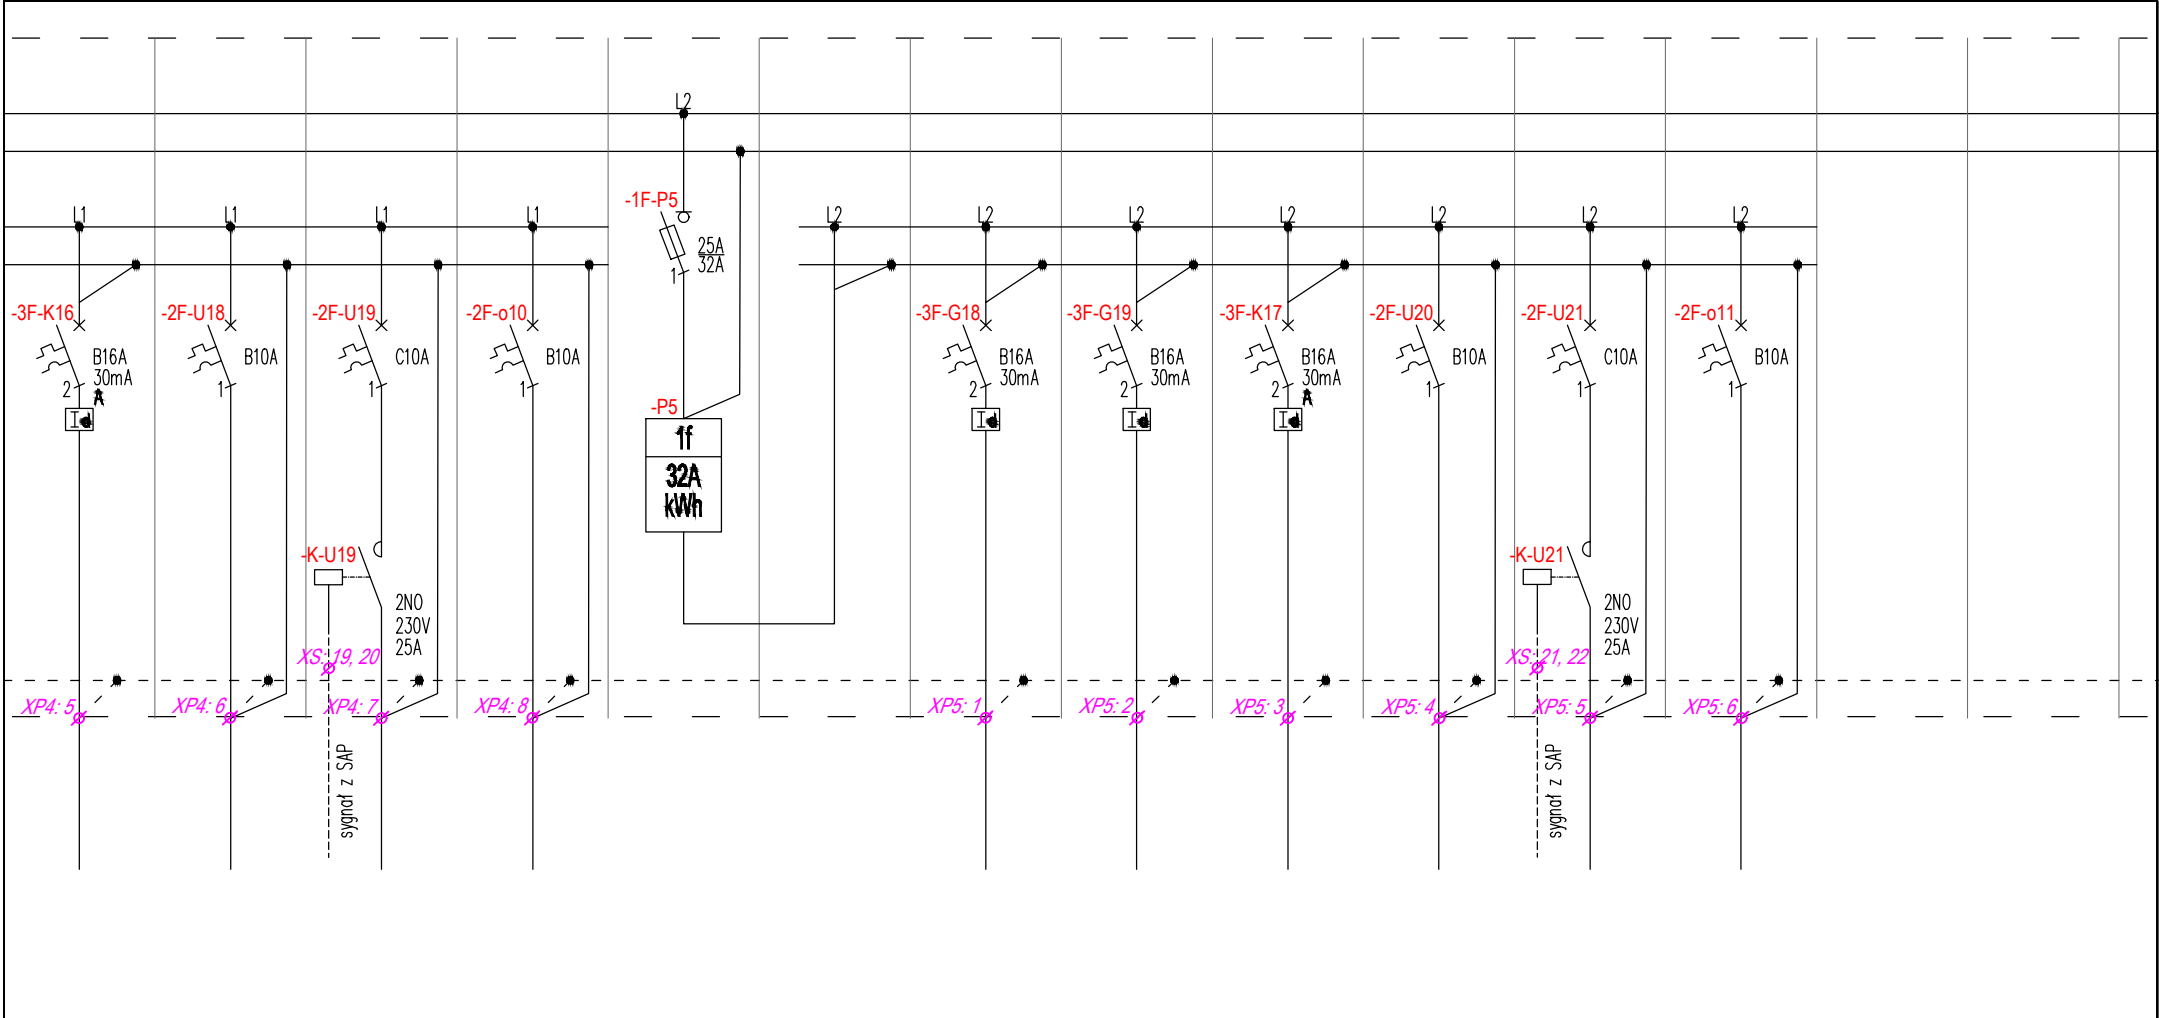 L2
-1F-P5
25A
32A
1
L1
L1
L1
L1
L2
L2
L2
L2
L2
L2
L2
-3F-K16
B16A
30mA
A
2
Id
-2F-U18
B10A
1
-2F-U19
C10A
1
-2F-o10
B10A
1
-P5
1f
32A
kWh
-3F-G18
B16A
30mA
2
Id
-3F-G19
B16A
30mA
2
Id
-3F-K17
B16A
30mA
A
2
Id
-2F-U20
B10A
1
-2F-U21
C10A
1
-2F-o11
B10A
1
-K-U19
2NO
230V
25A
XS: 19, 20
-K-U21
2NO
230V
25A
XS: 21, 22
XP4: 5
XP4: 6
XP4: 7
XP4: 8
XP5: 1
XP5: 2
XP5: 3
XP5: 4
XP5: 5
XP5: 6
sygnał z SAP
sygnał z SAP